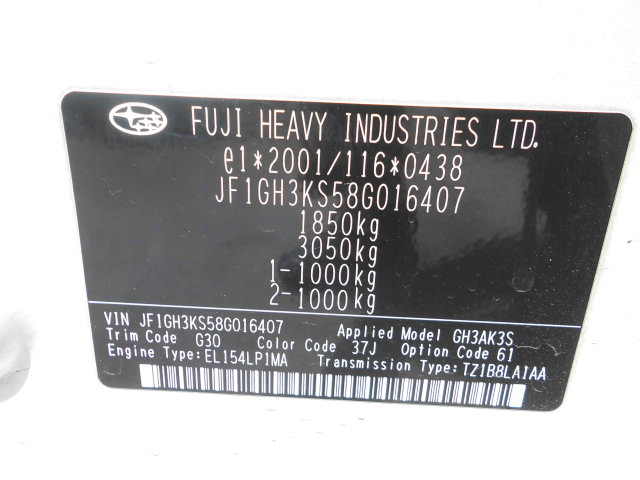 FUJI HEAVY INDUSTRIES LTD.
e1*2001/116*0438
JF1GH3KS58G016407
1850kg
3050kg
1-1000kg
2-1000kg
VIN JF1GH3KS58G016407 Applied Model GH3AK3S
Trim Code G30 Color Code 37J Option Code 61
Engine Type:EL154LP1MA Transmission Type:TZ1B8LA1AA